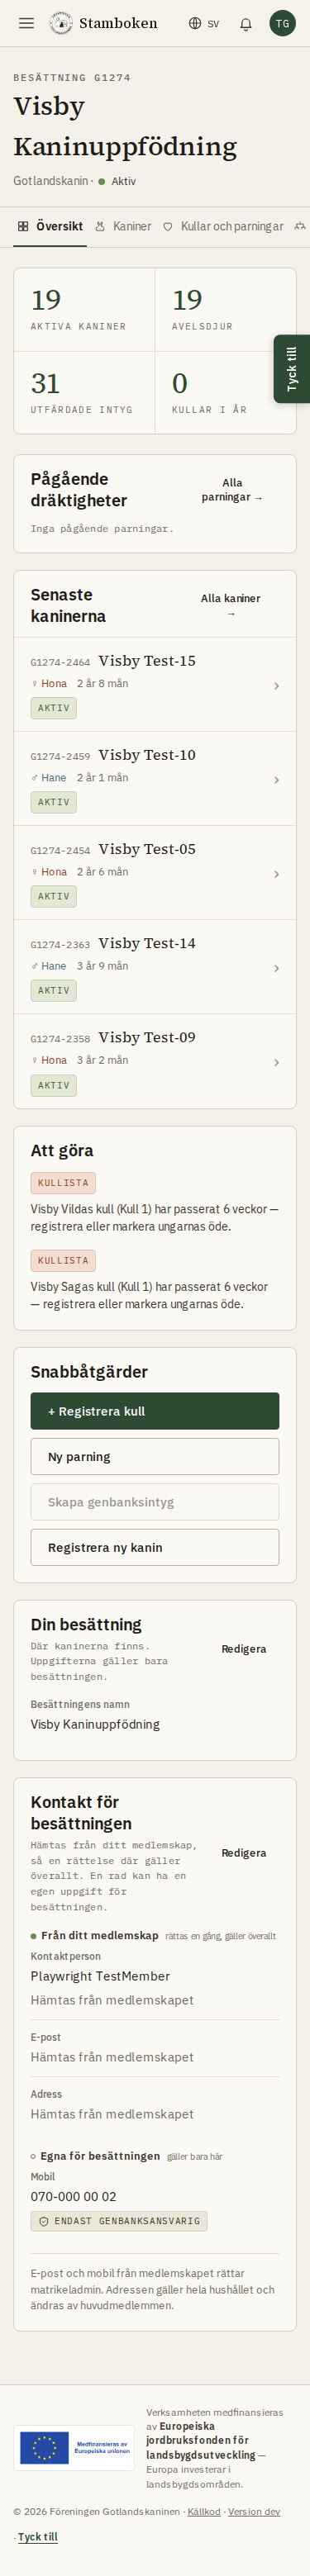 Stamboken SV TG
BESÄTTNING G1274
Visby
Kaninuppfödning
Gotlandskanin · Aktiv
Översikt Kaniner Kullar och parningar
19
AKTIVA KANINER
19
AVELSDJUR
31
UTFÄRDADE INTYG
0
KULLAR I ÅR
Tyck till
Pågående
dräktigheter
Alla
parningar →
Inga pågående parningar.
Senaste
kaninerna
Alla kaniner
→
G1274-2464 Visby Test-15
♀ Hona 2 år 8 mån
AKTIV
G1274-2459 Visby Test-10
♂ Hane 2 år 1 mån
AKTIV
G1274-2454 Visby Test-05
♀ Hona 2 år 6 mån
AKTIV
G1274-2363 Visby Test-14
♂ Hane 3 år 9 mån
AKTIV
G1274-2358 Visby Test-09
♀ Hona 3 år 2 mån
AKTIV
Att göra
KULLISTA
Visby Vildas kull (Kull 1) har passerat 6 veckor —
registrera eller markera ungarnas öde.
KULLISTA
Visby Sagas kull (Kull 1) har passerat 6 veckor
— registrera eller markera ungarnas öde.
Snabbåtgärder
+ Registrera kull
Ny parning
Skapa genbanksintyg
Registrera ny kanin
Din besättning
Där kaninerna finns.
Uppgifterna gäller bara
besättningen.
Redigera
Besättningens namn
Visby Kaninuppfödning
Kontakt för
besättningen
Hämtas från ditt medlemskap,
så en rättelse där gäller
överallt. En rad kan ha en
egen uppgift för
besättningen.
Redigera
Från ditt medlemskap rättas en gång, gäller överallt
Kontaktperson
Playwright TestMember
Hämtas från medlemskapet
E-post
Hämtas från medlemskapet
Adress
Hämtas från medlemskapet
Egna för besättningen gäller bara här
Mobil
070-000 00 02
ENDAST GENBANKSANSVARIG
E-post och mobil från medlemskapet rättar
matrikeladmin. Adressen gäller hela hushållet och
ändras av huvudmedlemmen.
Medfinansieras av
Europeiska unionen
Verksamheten medfinansieras
av Europeiska
jordbruksfonden för
landsbygdsutveckling —
Europa investerar i
landsbygdsområden.
© 2026 Föreningen Gotlandskaninen · Källkod · Version dev
· Tyck till